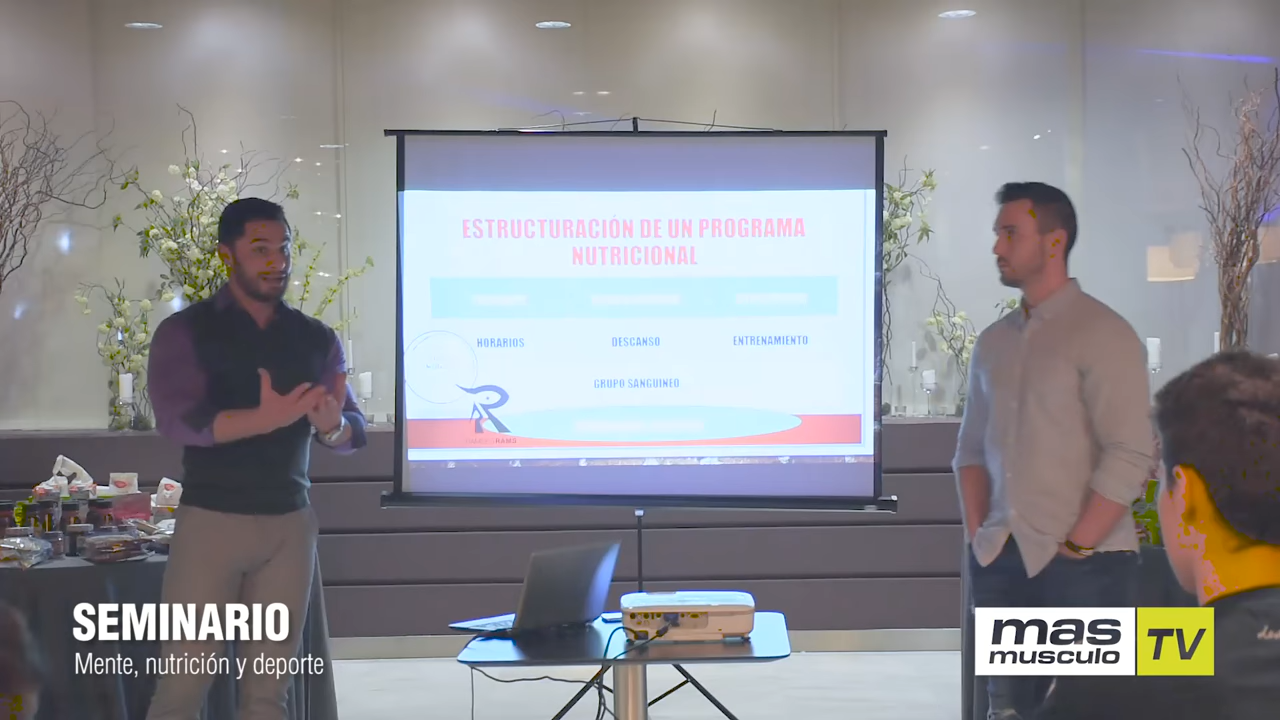 ESTRUCTURACIÓN DE UN PROGRAMA
NUTRICIONAL
HORARIOS
DESCANSO
ENTRENAMIENTO
GRUPO SANGUINEO
SEMINARIO
Mente, nutrición y deporte
mas
musculo
TV